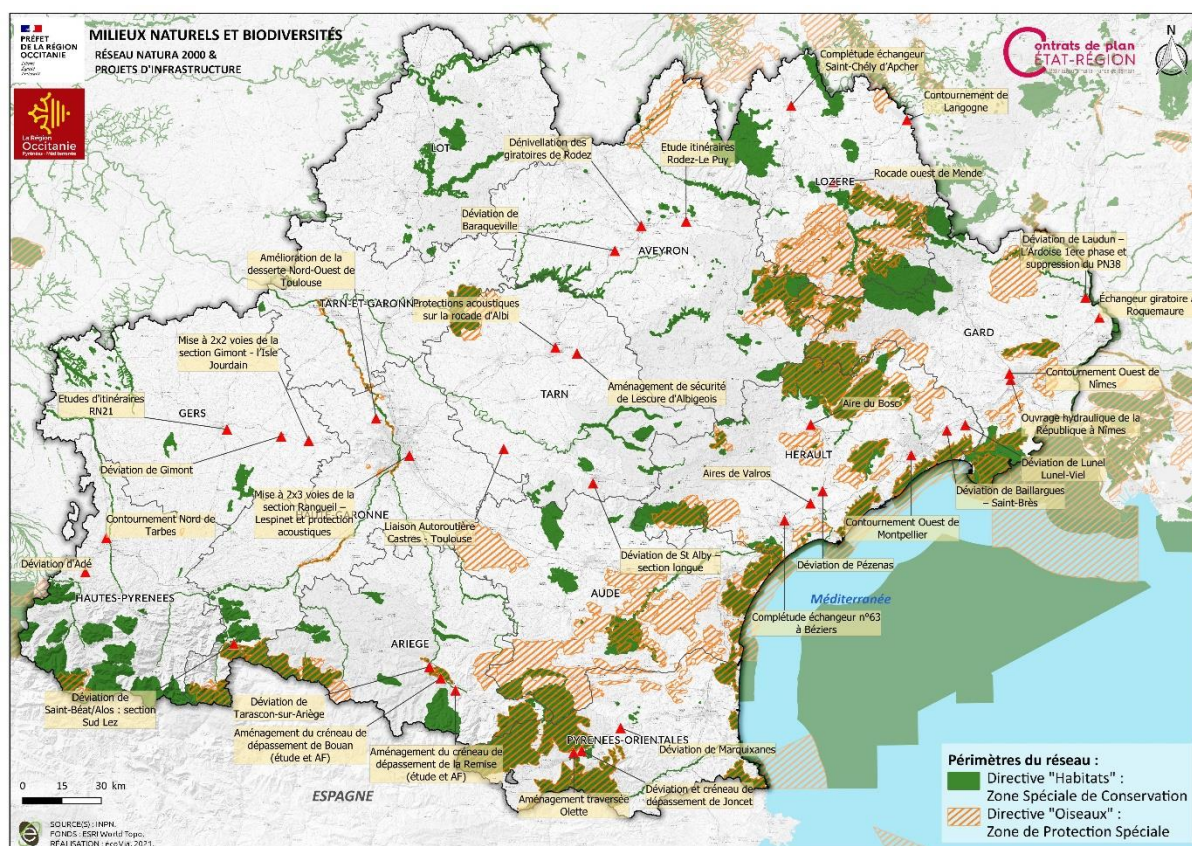 PRÉFET
DE LA RÉGION
OCCITANIE
MILIEUX NATURELS ET BIODIVERSITÉS
RÉSEAU NATURA 2000 &
PROJETS D'INFRASTRUCTURE
La Région
Occitanie
Pyrénées - Méditerranée
Contrats de plan
ÉTAT-RÉGION
N
Complétude échangeur
Saint-Chély d'Apcher
Contournement de
Langogne
Dénivellation des
giratoires de Rodez
Etude itinéraires
Rodez-Le Puy
LOT
LOZERE
Rocade ouest de Mende
Déviation de
Baraqueville
AVEYRON
Déviation de Laudun –
L'Ardoise 1ère phase et
suppression du PN38
Amélioration de la
desserte Nord-Ouest de
Toulouse
TARN-ET-GARONN
Protections acoustiques
sur la rocade d'Albi
Échangeur giratoire à
Roquemaure
Mise à 2x2 voies de la
section Gimont - l'Isle
Jourdain
GARD
Contournement Ouest de
Nîmes
Aménagement de sécurité
de Lescure d'Albigeois
TARN
Etudes d'itinéraires
RN21
GERS
Aire du Bosc
Ouvrage hydraulique de la
République à Nîmes
Déviation de Gimont
HERAULT
Aires de Valros
Déviation de Lunel
Lunel-Viel
Déviation de Baillargues
– Saint-Brès
Mise à 2x3 voies de la
section Rangueil –
Lespinet et protection
acoustiques
GARONNE
Contournement Nord de
Tarbes
Liaison Autoroutière
Castres - Toulouse
Contournement Ouest de
Montpellier
Déviation de St Alby –
section longue
Déviation de Pézenas
Déviation d'Adé
HAUTES-PYRENEES
AUDE
Méditerranée
Complétude échangeur n°63
à Béziers
ARIEGE
Déviation de
Saint-Béat/Alos : section
Sud Lez
Déviation de
Tarascon-sur-Ariège
Aménagement du créneau de
dépassement de Bouan
(étude et AF)
Aménagement du créneau de
dépassement de la Remise
(étude et AF)
PYRENEES-ORIENTALES
Déviation de Marquixanes
Déviation et créneau de
dépassement de Joncet
Aménagement traversée
Olette
ESPAGNE
0 15 30 km
SOURCE(S) : INPN.
FONDS : ESRI World Topo.
RÉALISATION : écoVia, 2021.
Périmètres du réseau :
Directive "Habitats" :
Zone Spéciale de Conservation
Directive "Oiseaux" :
Zone de Protection Spéciale